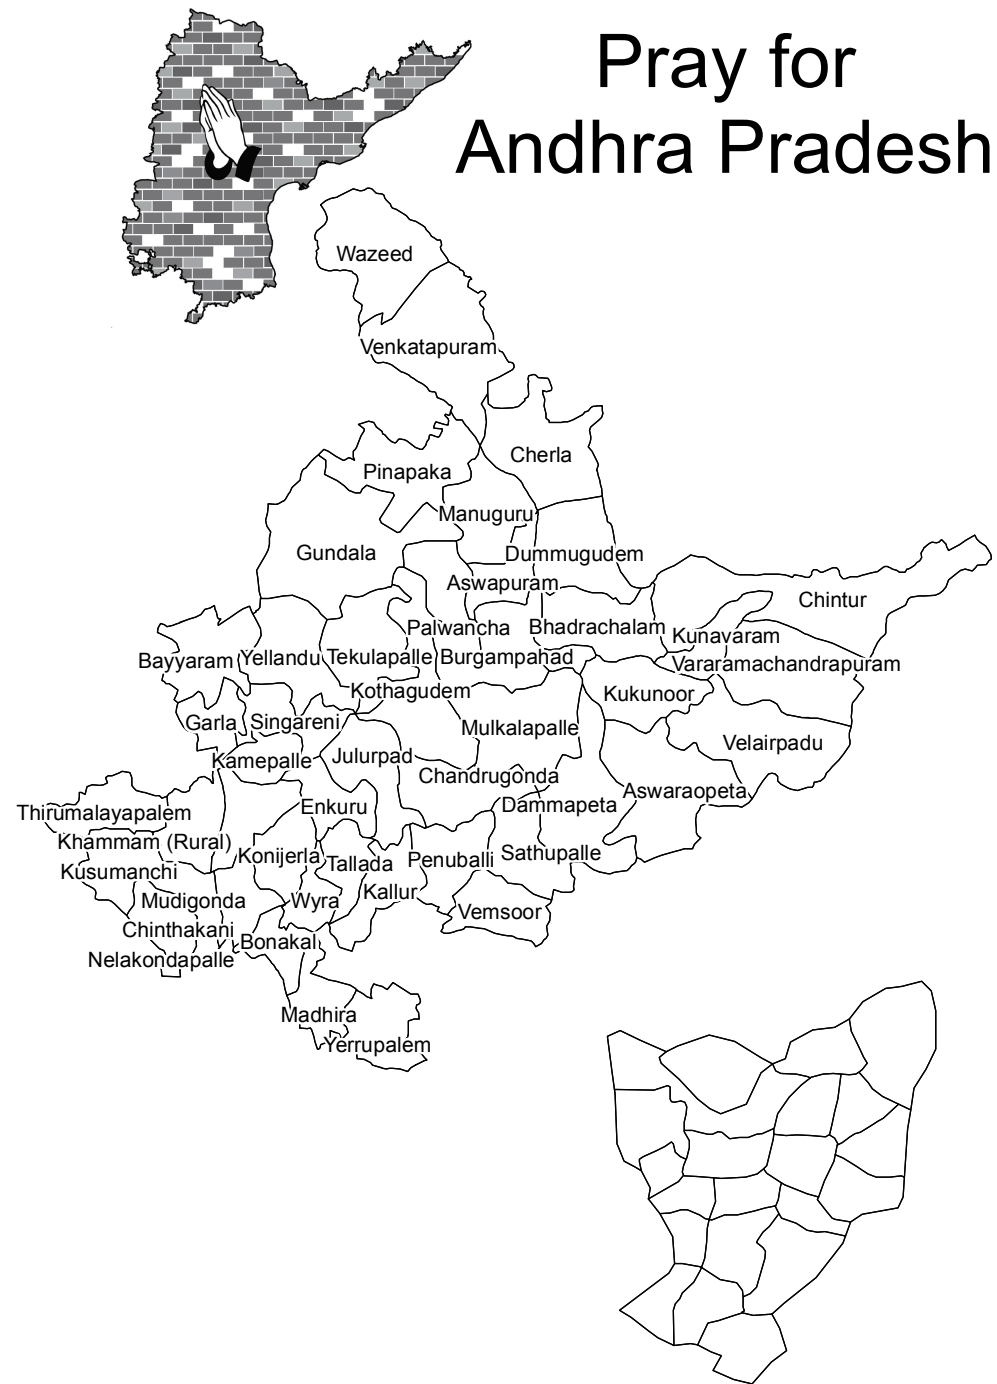 Pray for
Andhra Pradesh
Wazeed
Venkatapuram
Cherla
Pinapaka
Manuguru
Gundala
Dummugudem
Aswapuram
Chintur
Palwancha
Bhadrachalam
Kunavaram
Bayyaram
Yellandu
Tekulapalle
Burgampahad
Vararamachandrapuram
Kothagudem
Kukunoor
Garla
Singareni
Mulkalapalle
Velairpadu
Kamepalle
Julurpad
Chandrugonda
Aswaraopeta
Dammapeta
Enkuru
Thirumalayapalem
Khammam (Rural)
Konijerla
Tallada
Penuballi
Sathupalle
Kusumanchi
Kallur
Mudigonda
Wyra
Vemsoor
Chinthakani
Bonakal
Nelakondapalle
Madhira
Yerrupalem